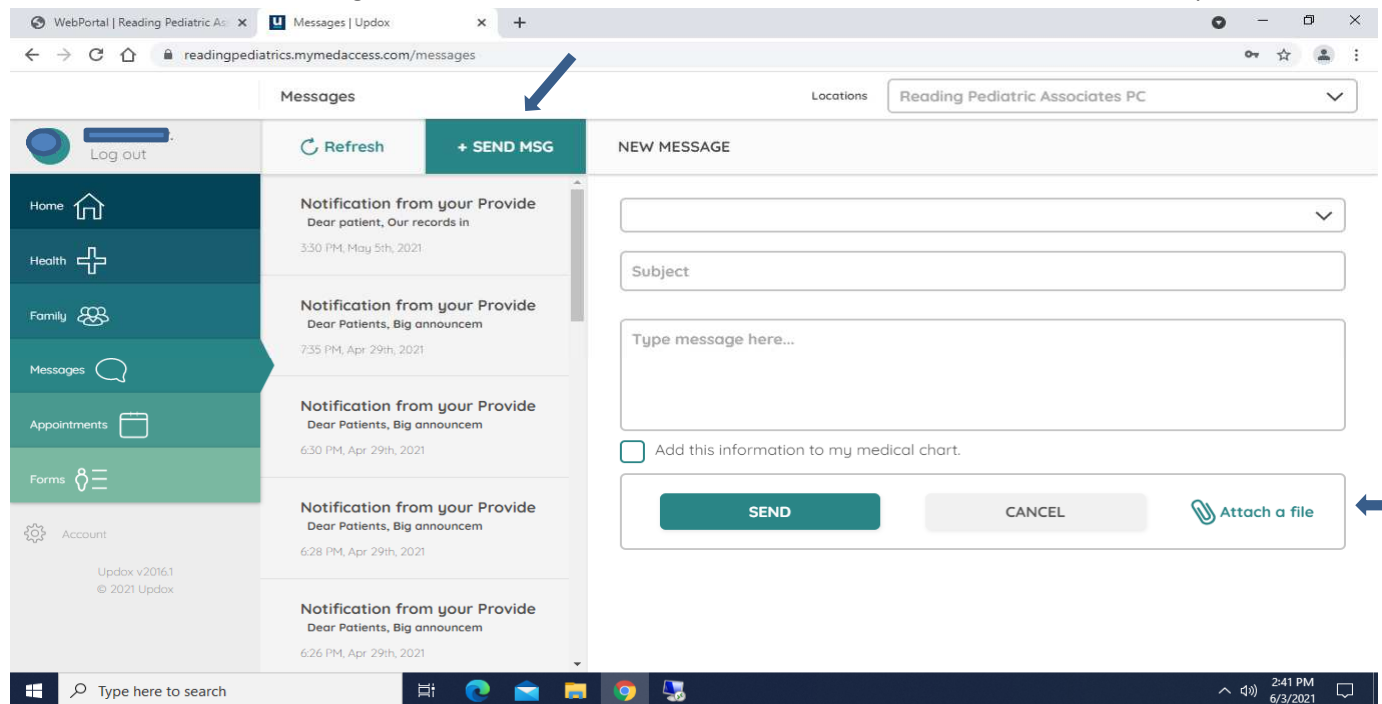 WebPortal | Reading Pediatric As
Messages | Updox
readingpediatrics.mymedaccess.com/messages
Messages
Locations
Reading Pediatric Associates PC
Log out
Refresh
+ SEND MSG
NEW MESSAGE
Home
Health
Family
Messages
Appointments
Forms
Account
Updox v2016.1
© 2021 Updox
Notification from your Provide
Dear patient, Our records in
3:30 PM, May 5th, 2021
Notification from your Provide
Dear Patients, Big announcem
7:35 PM, Apr 29th, 2021
Notification from your Provide
Dear Patients, Big announcem
6:30 PM, Apr 29th, 2021
Notification from your Provide
Dear Patients, Big announcem
6:28 PM, Apr 29th, 2021
Notification from your Provide
Dear Patients, Big announcem
6:26 PM, Apr 29th, 2021
Subject
Type message here...
Add this information to my medical chart.
SEND
CANCEL
Attach a file
Type here to search
2:41 PM
6/3/2021